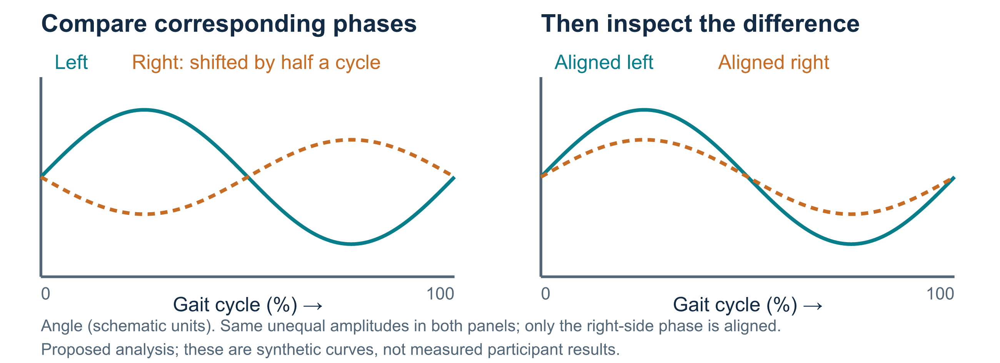 Compare corresponding phases
Left
Right: shifted by half a cycle
0
100
Gait cycle (%) →
Then inspect the difference
Aligned left
Aligned right
0
100
Gait cycle (%) →
Angle (schematic units). Same unequal amplitudes in both panels; only the right-side phase is aligned.
Proposed analysis; these are synthetic curves, not measured participant results.